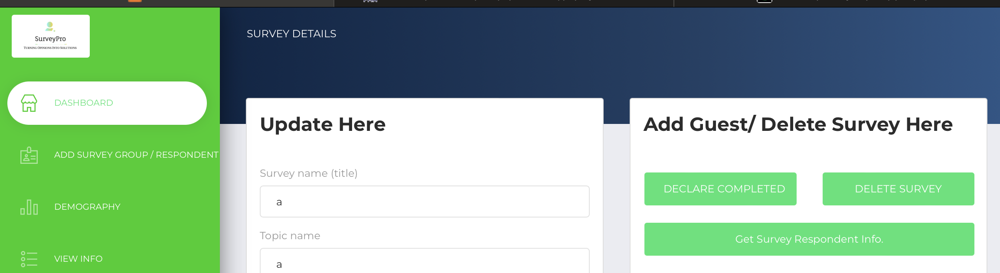 SurveyPro
Turning Opinions Into Solutions
DASHBOARD
ADD SURVEY GROUP / RESPONDENT
DEMOGRAPHY
VIEW INFO
SURVEY DETAILS
Update Here
Survey name (title)
a
Topic name
a
Add Guest/ Delete Survey Here
DECLARE COMPLETED
DELETE SURVEY
Get Survey Respondent Info.